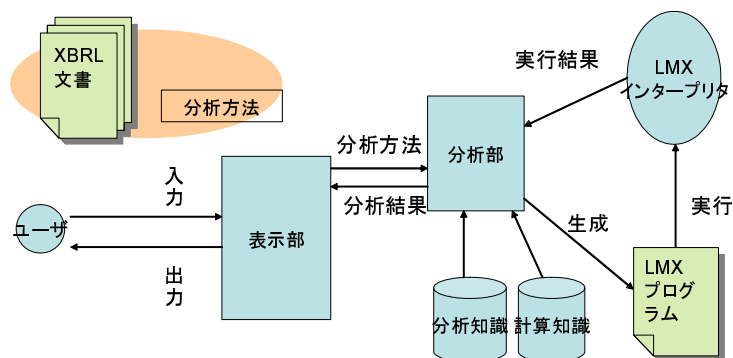 XBRL
文書
分析方法
実行結果
LMX
インタープリタ
分析方法
分析部
入力
分析結果
実行
ユーザ
表示部
生成
出力
LMX
プログ
ラム
分析知識
計算知識